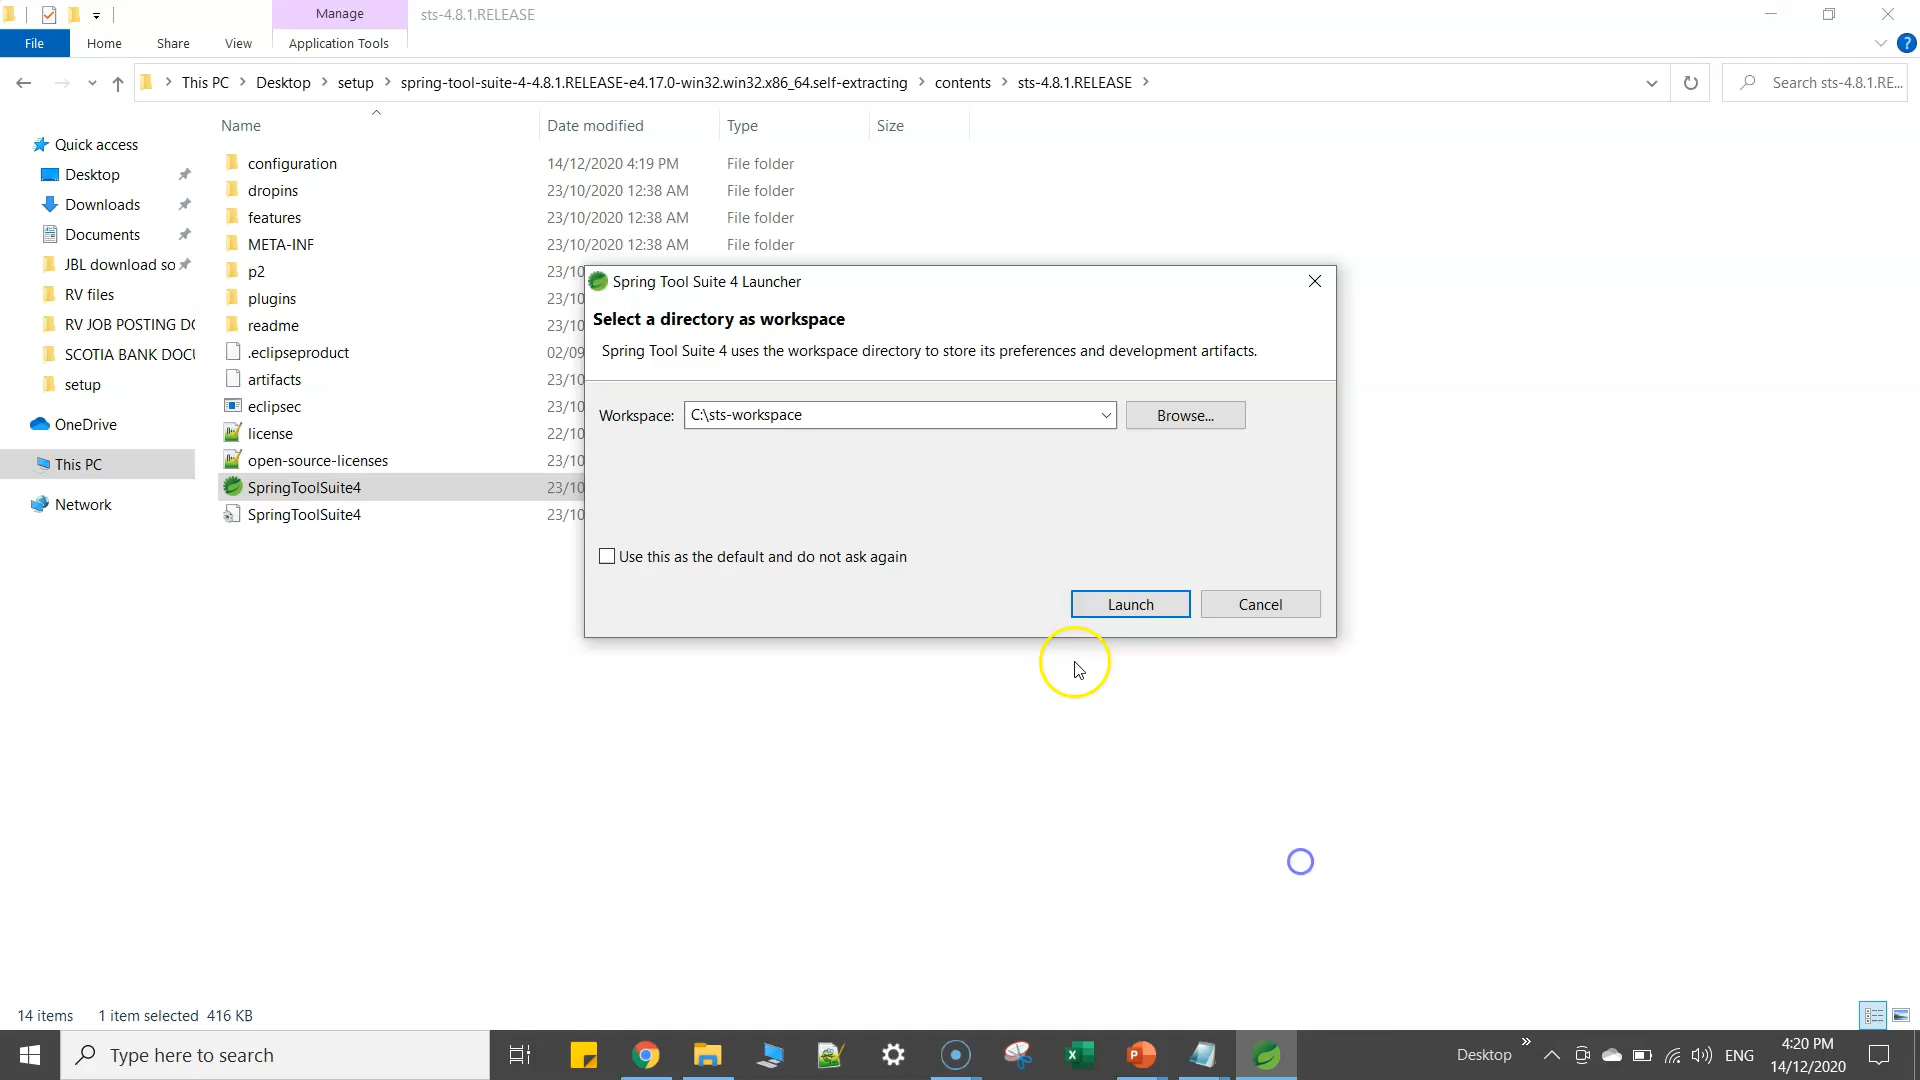 Manage
sts-4.8.1.RELEASE
File
Home
Share
View
Application Tools
This PC
Desktop
setup
spring-tool-suite-4-4.8.1.RELEASE-e4.17.0-win32.win32.x86_64.self-extracting
contents
sts-4.8.1.RELEASE
Search sts-4.8.1.RE...
Name
Date modified
Type
Size
Quick access
Desktop
Downloads
Documents
JBL download so
RV files
RV JOB POSTING DO
SCOTIA BANK DOCU
setup
OneDrive
This PC
Network
configuration 14/12/2020 4:19 PM File folder
dropins 23/10/2020 12:38 AM File folder
features 23/10/2020 12:38 AM File folder
META-INF 23/10/2020 12:38 AM File folder
p2 23/10
plugins 23/10
readme 23/10
.eclipseproduct 02/09
artifacts 23/10
eclipsec 23/10
license 22/10
open-source-licenses 23/10
SpringToolSuite4 23/10
SpringToolSuite4 23/10
Spring Tool Suite 4 Launcher
Select a directory as workspace
Spring Tool Suite 4 uses the workspace directory to store its preferences and development artifacts.
Workspace: C:\sts-workspace Browse...
Use this as the default and do not ask again
Launch Cancel
14 items 1 item selected 416 KB
Type here to search
Desktop
ENG
4:20 PM
14/12/2020